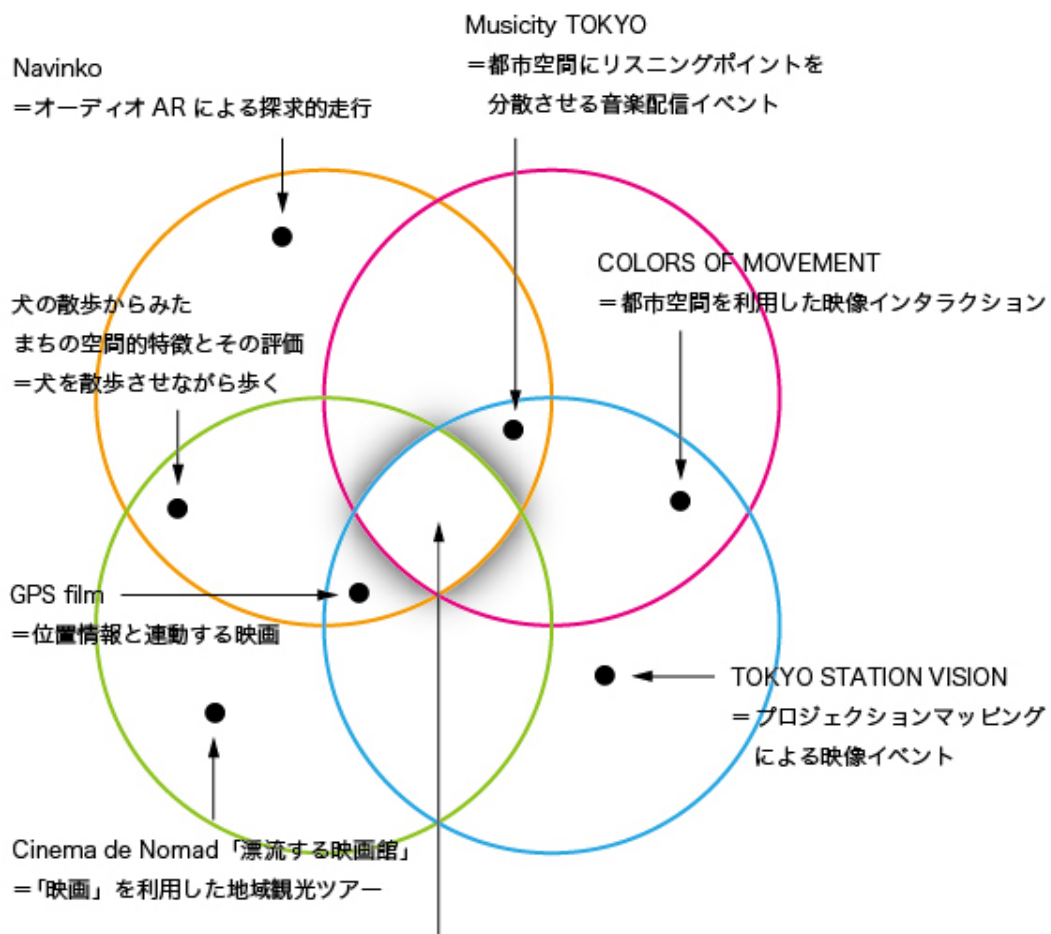 Musicity TOKYO
＝都市空間にリスニングポイントを
分散させる音楽配信イベント
Navinko
＝オーディオ AR による探求的走行
COLORS OF MOVEMENT
＝都市空間を利用した映像インタラクション
犬の散歩からみた
まちの空間的特徴とその評価
＝犬を散歩させながら歩く
GPS film
＝位置情報と連動する映画
TOKYO STATION VISION
＝プロジェクションマッピング
による映像イベント
Cinema de Nomad「漂流する映画館」
＝「映画」を利用した地域観光ツアー